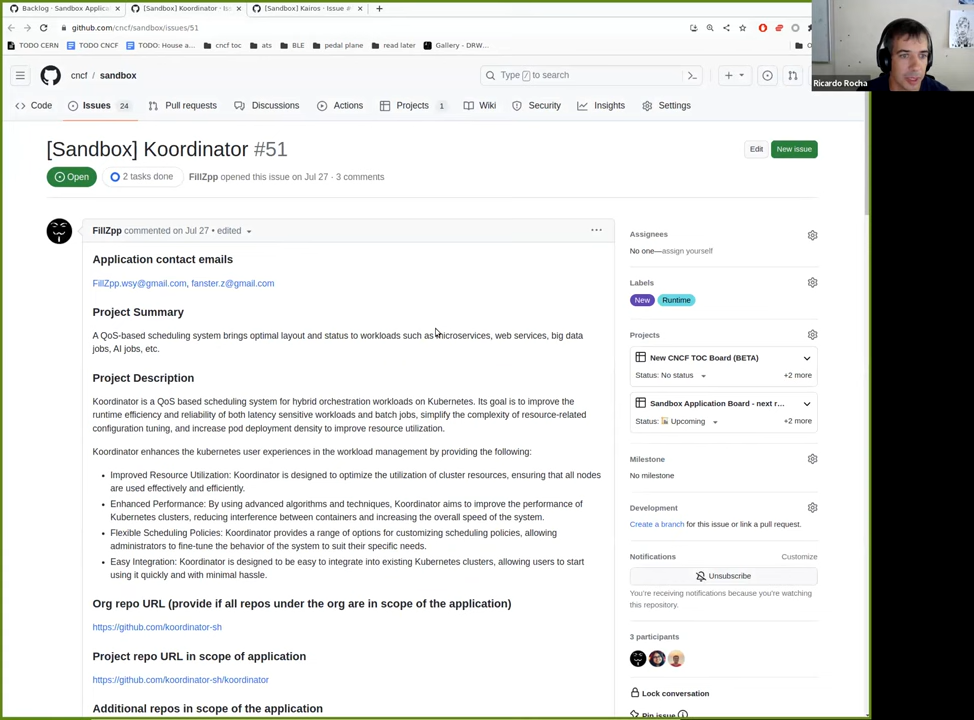 Backlog - Sandbox Applica
[Sandbox] Koordinator · Is
[Sandbox] Kairos · Issue #
github.com/cncf/sandbox/issues/51
TODO CERN
TODO CNCF
TODO: House a...
cncf toc
ats
BLE
pedal plane
read later
Gallery - DRW...
Ricardo Rocha
cncf / sandbox
Type / to search
Code
Issues 24
Pull requests
Discussions
Actions
Projects 1
Wiki
Security
Insights
Settings
[Sandbox] Koordinator #51
Edit
New issue
Open
2 tasks done
FillZpp opened this issue on Jul 27 · 3 comments
FillZpp commented on Jul 27 • edited
Application contact emails
FillZpp.wsy@gmail.com, fanster.z@gmail.com
Project Summary
A QoS-based scheduling system brings optimal layout and status to workloads such as microservices, web services, big data
jobs, AI jobs, etc.
Project Description
Koordinator is a QoS based scheduling system for hybrid orchestration workloads on Kubernetes. Its goal is to improve the
runtime efficiency and reliability of both latency sensitive workloads and batch jobs, simplify the complexity of resource-related
configuration tuning, and increase pod deployment density to improve resource utilization.
Koordinator enhances the kubernetes user experiences in the workload management by providing the following:
• Improved Resource Utilization: Koordinator is designed to optimize the utilization of cluster resources, ensuring that all nodes
are used effectively and efficiently.
• Enhanced Performance: By using advanced algorithms and techniques, Koordinator aims to improve the performance of
Kubernetes clusters, reducing interference between containers and increasing the overall speed of the system.
• Flexible Scheduling Policies: Koordinator provides a range of options for customizing scheduling policies, allowing
administrators to fine-tune the behavior of the system to suit their specific needs.
• Easy Integration: Koordinator is designed to be easy to integrate into existing Kubernetes clusters, allowing users to start
using it quickly and with minimal hassle.
Org repo URL (provide if all repos under the org are in scope of the application)
https://github.com/koordinator-sh
Project repo URL in scope of application
https://github.com/koordinator-sh/koordinator
Additional repos in scope of the application
Assignees
No one—assign yourself
Labels
New
Runtime
Projects
New CNCF TOC Board (BETA)
Status: No status
+2 more
Sandbox Application Board - next r...
Status: Upcoming
+2 more
Milestone
No milestone
Development
Create a branch for this issue or link a pull request.
Notifications
Customize
Unsubscribe
You're receiving notifications because you're watching
this repository.
3 participants
Lock conversation
Pin issue